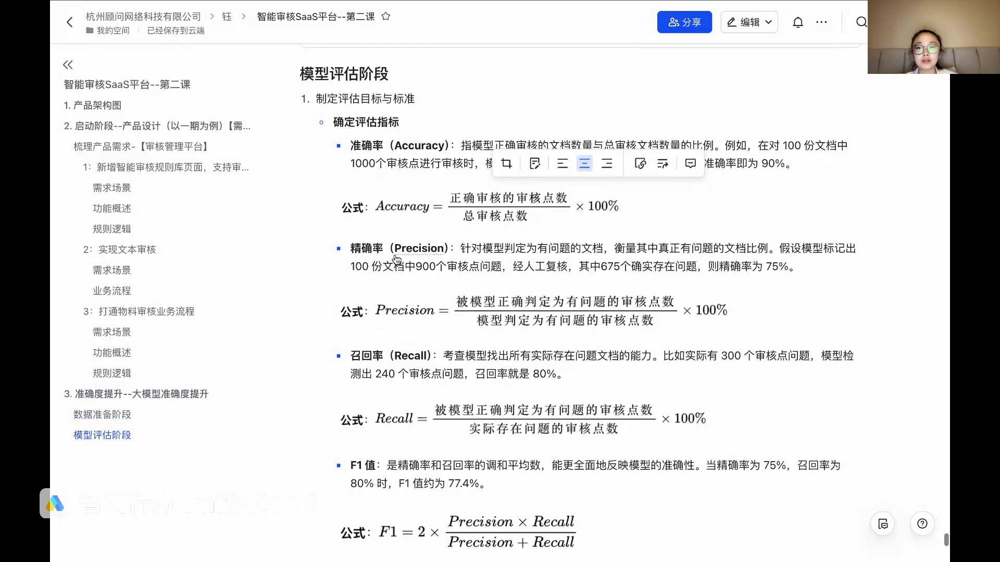 杭州顾问网络科技有限公司 > 钰 > 智能审核SaaS平台--第二课
我的空间 已经保存到云端
分享
编辑
智能审核SaaS平台--第二课
1. 产品架构图
2. 启动阶段--产品设计（以一期为例）【需...
梳理产品需求-【审核管理平台】
1：新增智能审核规则库页面，支持审...
需求场景
功能概述
规则逻辑
2：实现文本审核
需求场景
业务流程
3：打通物料审核业务流程
需求场景
功能概述
规则逻辑
3. 准确度提升--大模型准确度提升
数据准备阶段
模型评估阶段
模型评估阶段
1. 制定评估目标与标准
确定评估指标
准确率（Accuracy）：指模型正确审核的文档数量与总审核文档数量的比例。例如，在对 100 份文档中
1000个审核点进行审核时，
准确率即为 90%。
公式：Accuracy = 正确审核的审核点数 / 总审核点数 × 100%
精确率（Precision）：针对模型判定为有问题的文档，衡量其中真正有问题的文档比例。假设模型标记出
100 份文档中900个审核点问题，经人工复核，其中675个确实存在问题，则精确率为 75%。
公式：Precision = 被模型正确判定为有问题的审核点数 / 模型判定为有问题的审核点数 × 100%
召回率（Recall）：考查模型找出所有实际存在问题文档的能力。比如实际有 300 个审核点问题，模型检
测出 240 个审核点问题，召回率就是 80%。
公式：Recall = 被模型正确判定为有问题的审核点数 / 实际存在问题的审核点数 × 100%
F1 值：是精确率和召回率的调和平均数，能更全面地反映模型的准确性。当精确率为 75%，召回率为
80% 时，F1 值约为 77.4%。
公式：F1 = 2 × Precision × Recall / Precision + Recall